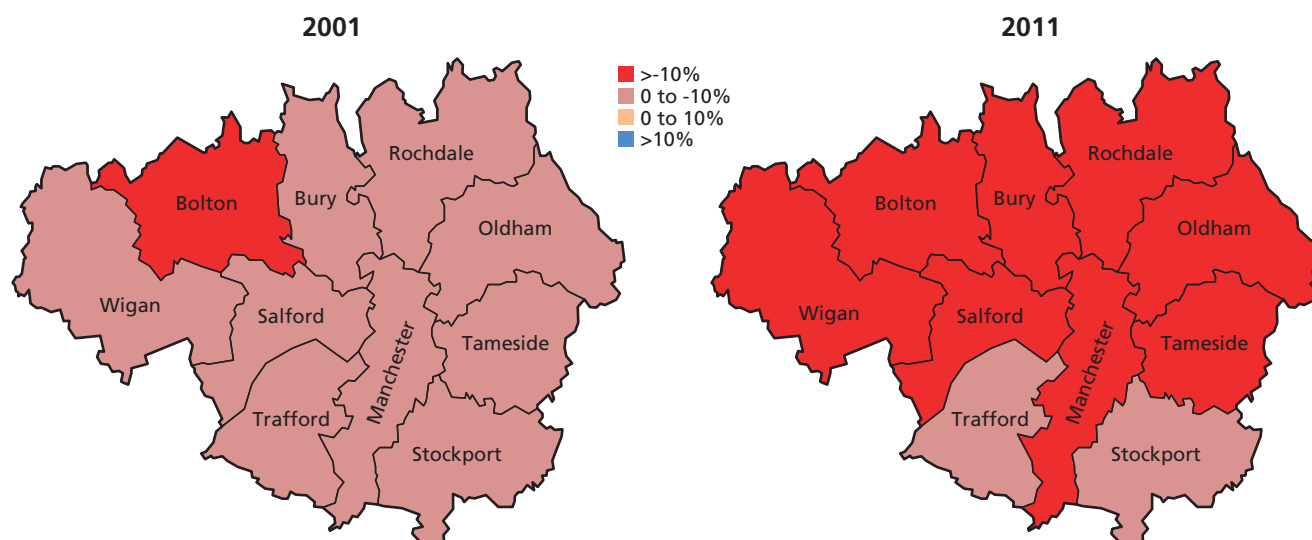 2001
Rochdale
Bolton
Bury
Oldham
Wigan
Salford
Manchester
Tameside
Trafford
Stockport
>-10%
0 to -10%
0 to 10%
>10%
2011
Rochdale
Bolton
Bury
Oldham
Wigan
Salford
Manchester
Tameside
Trafford
Stockport